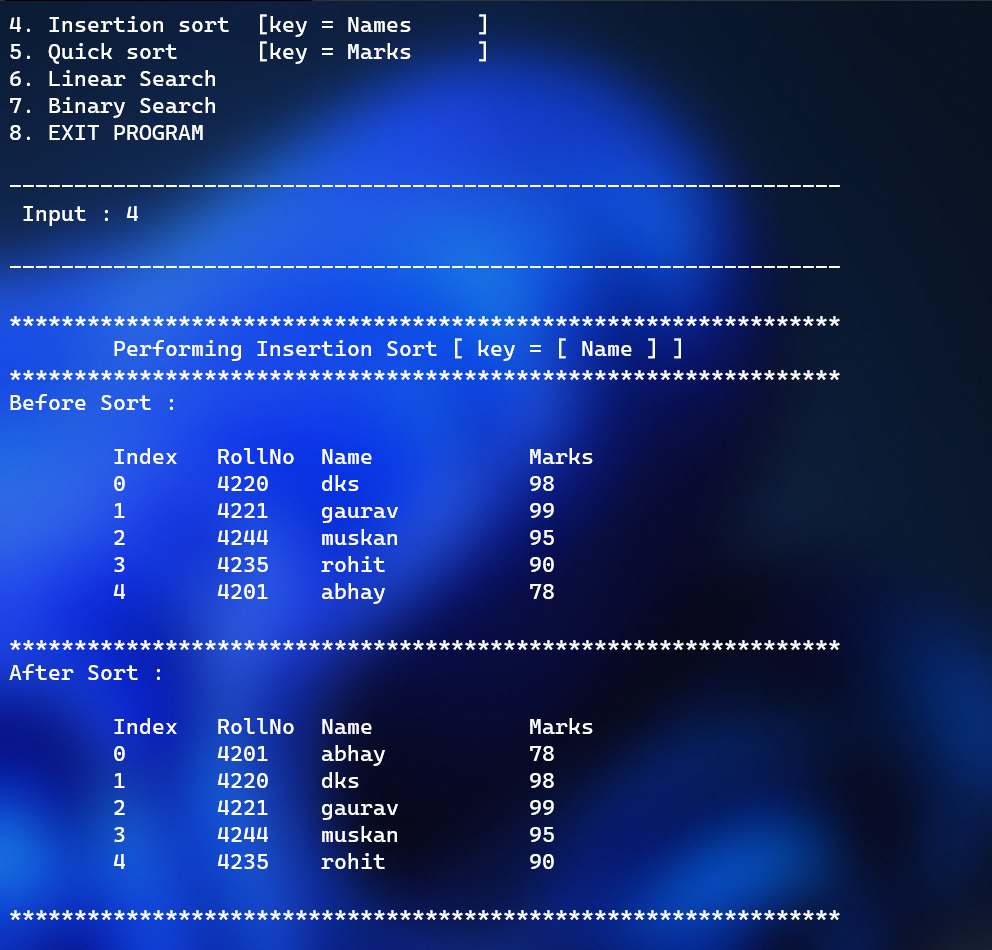 4. Insertion sort  [key = Names     ]
5. Quick sort      [key = Marks     ]
6. Linear Search
7. Binary Search
8. EXIT PROGRAM
----------------------------------------------------------------
 Input : 4
----------------------------------------------------------------
****************************************************************
        Performing Insertion Sort [ key = [ Name ] ]
****************************************************************
Before Sort :
        Index   RollNo  Name            Marks
        0       4220    dks             98
        1       4221    gaurav          99
        2       4244    muskan          95
        3       4235    rohit           90
        4       4201    abhay           78
****************************************************************
After Sort :
        Index   RollNo  Name            Marks
        0       4201    abhay           78
        1       4220    dks             98
        2       4221    gaurav          99
        3       4244    muskan          95
        4       4235    rohit           90
****************************************************************